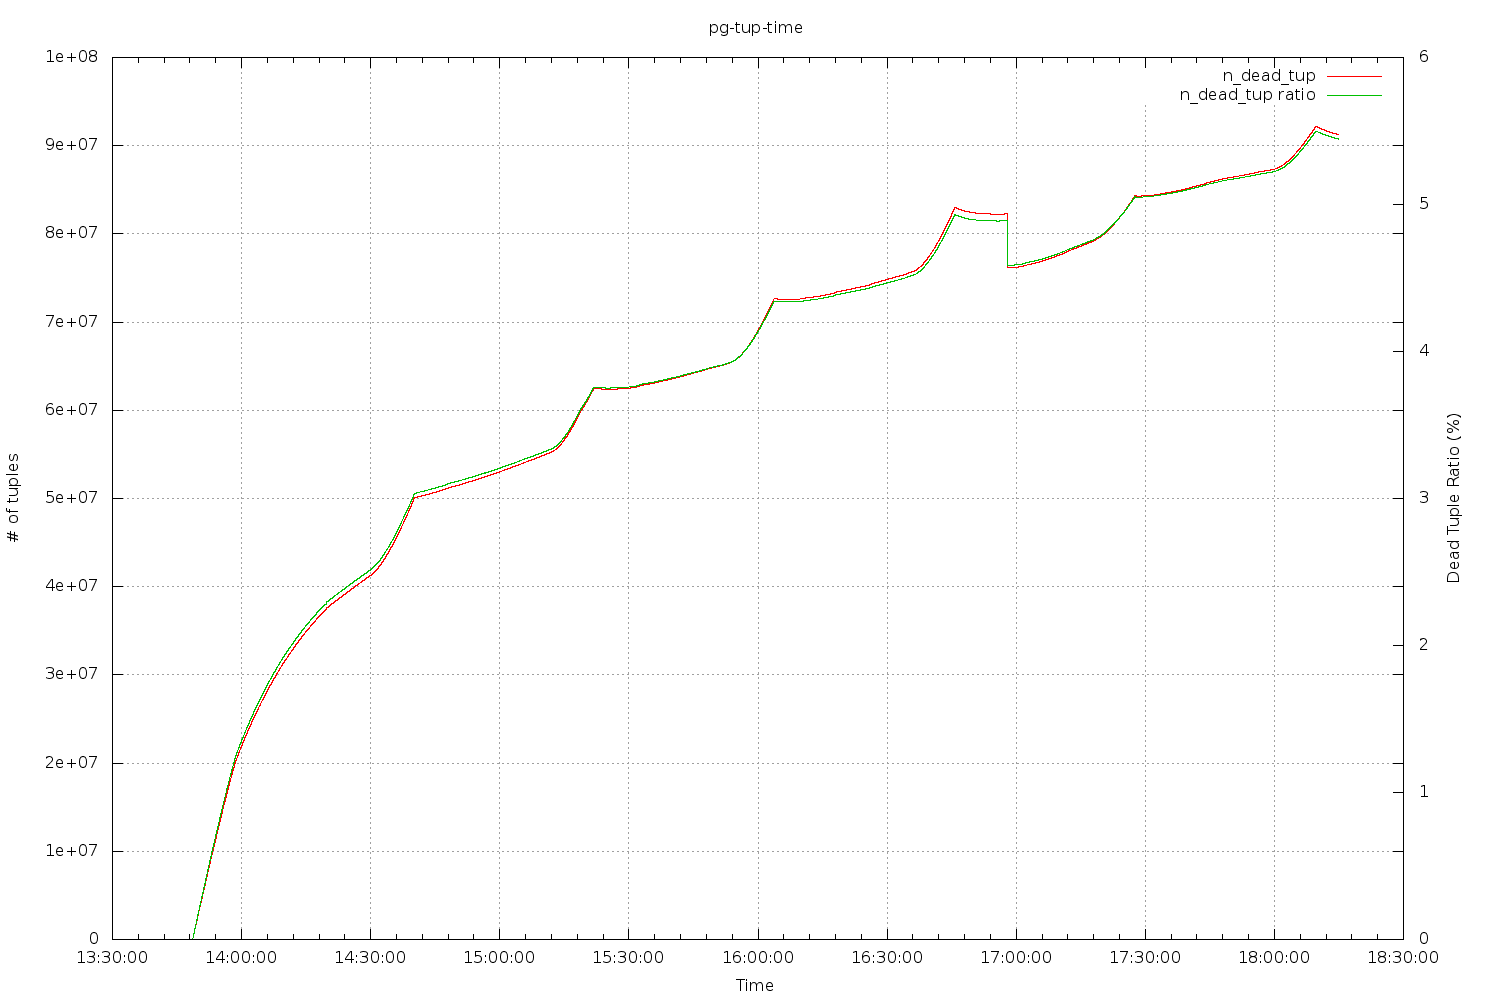 pg-tup-time
n_dead_tup
n_dead_tup ratio
1e+08
9e+07
8e+07
7e+07
6e+07
5e+07
4e+07
3e+07
2e+07
1e+07
0
# of tuples
6
5
4
3
2
1
0
Dead Tuple Ratio (%)
13:30:00 14:00:00 14:30:00 15:00:00 15:30:00 16:00:00 16:30:00 17:00:00 17:30:00 18:00:00 18:30:00
Time